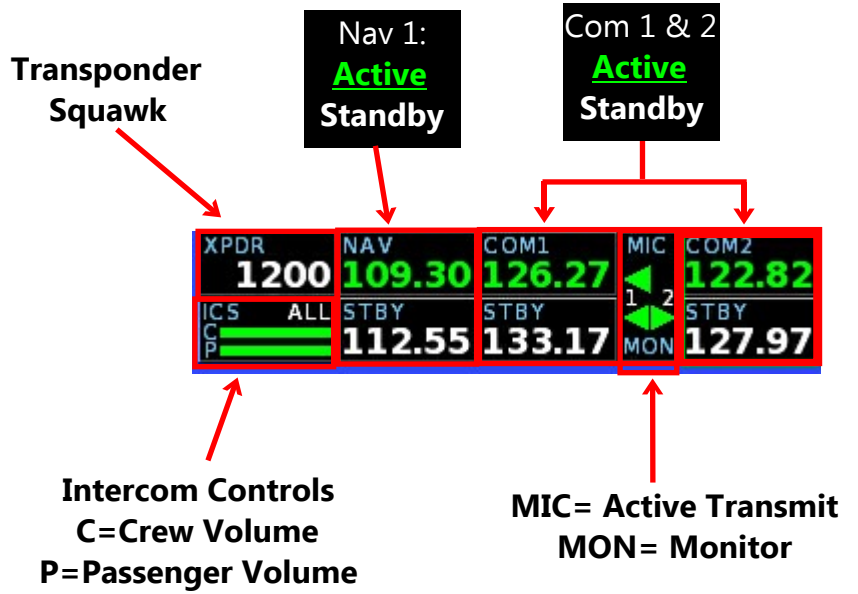 Transponder
Squawk
Nav 1:
Active
Standby
Com 1 & 2
Active
Standby
XPDR
1200
NAV
109.30
COM1
126.27
MIC
1 2
MON
COM2
122.82
ICS ALL
C
P
STBY
112.55
STBY
133.17
STBY
127.97
Intercom Controls
C=Crew Volume
P=Passenger Volume
MIC= Active Transmit
MON= Monitor